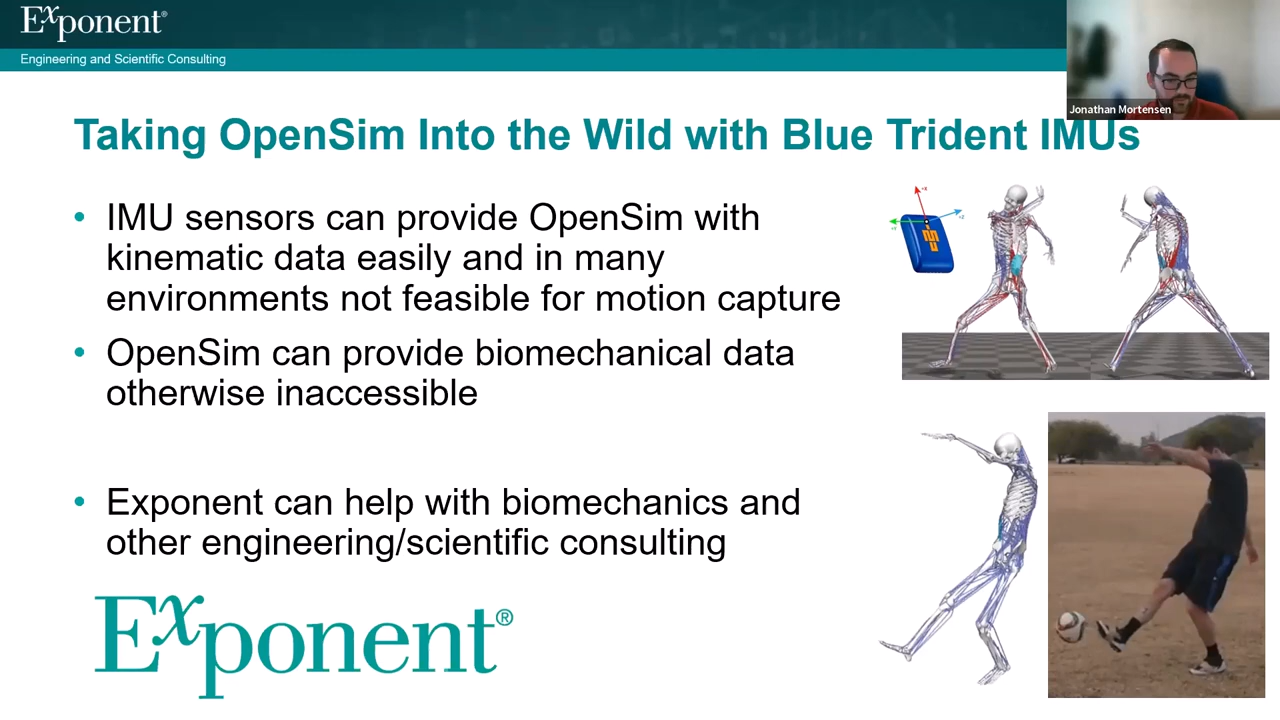 Exponent®
Engineering and Scientific Consulting
Jonathan Mortensen
Taking OpenSim Into the Wild with Blue Trident IMUs
• IMU sensors can provide OpenSim with
kinematic data easily and in many
environments not feasible for motion capture
• OpenSim can provide biomechanical data
otherwise inaccessible
• Exponent can help with biomechanics and
other engineering/scientific consulting
Exponent®